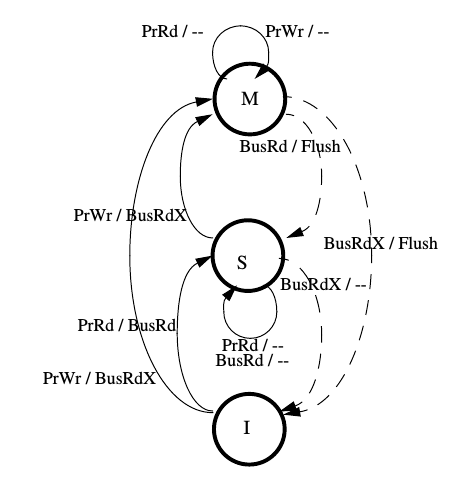 PrRd / -- PrWr / --
M
BusRd / Flush
PrWr / BusRdX
BusRdX / Flush
S
BusRdX / --
PrRd / BusRd
PrRd / --
BusRd / --
PrWr / BusRdX
I